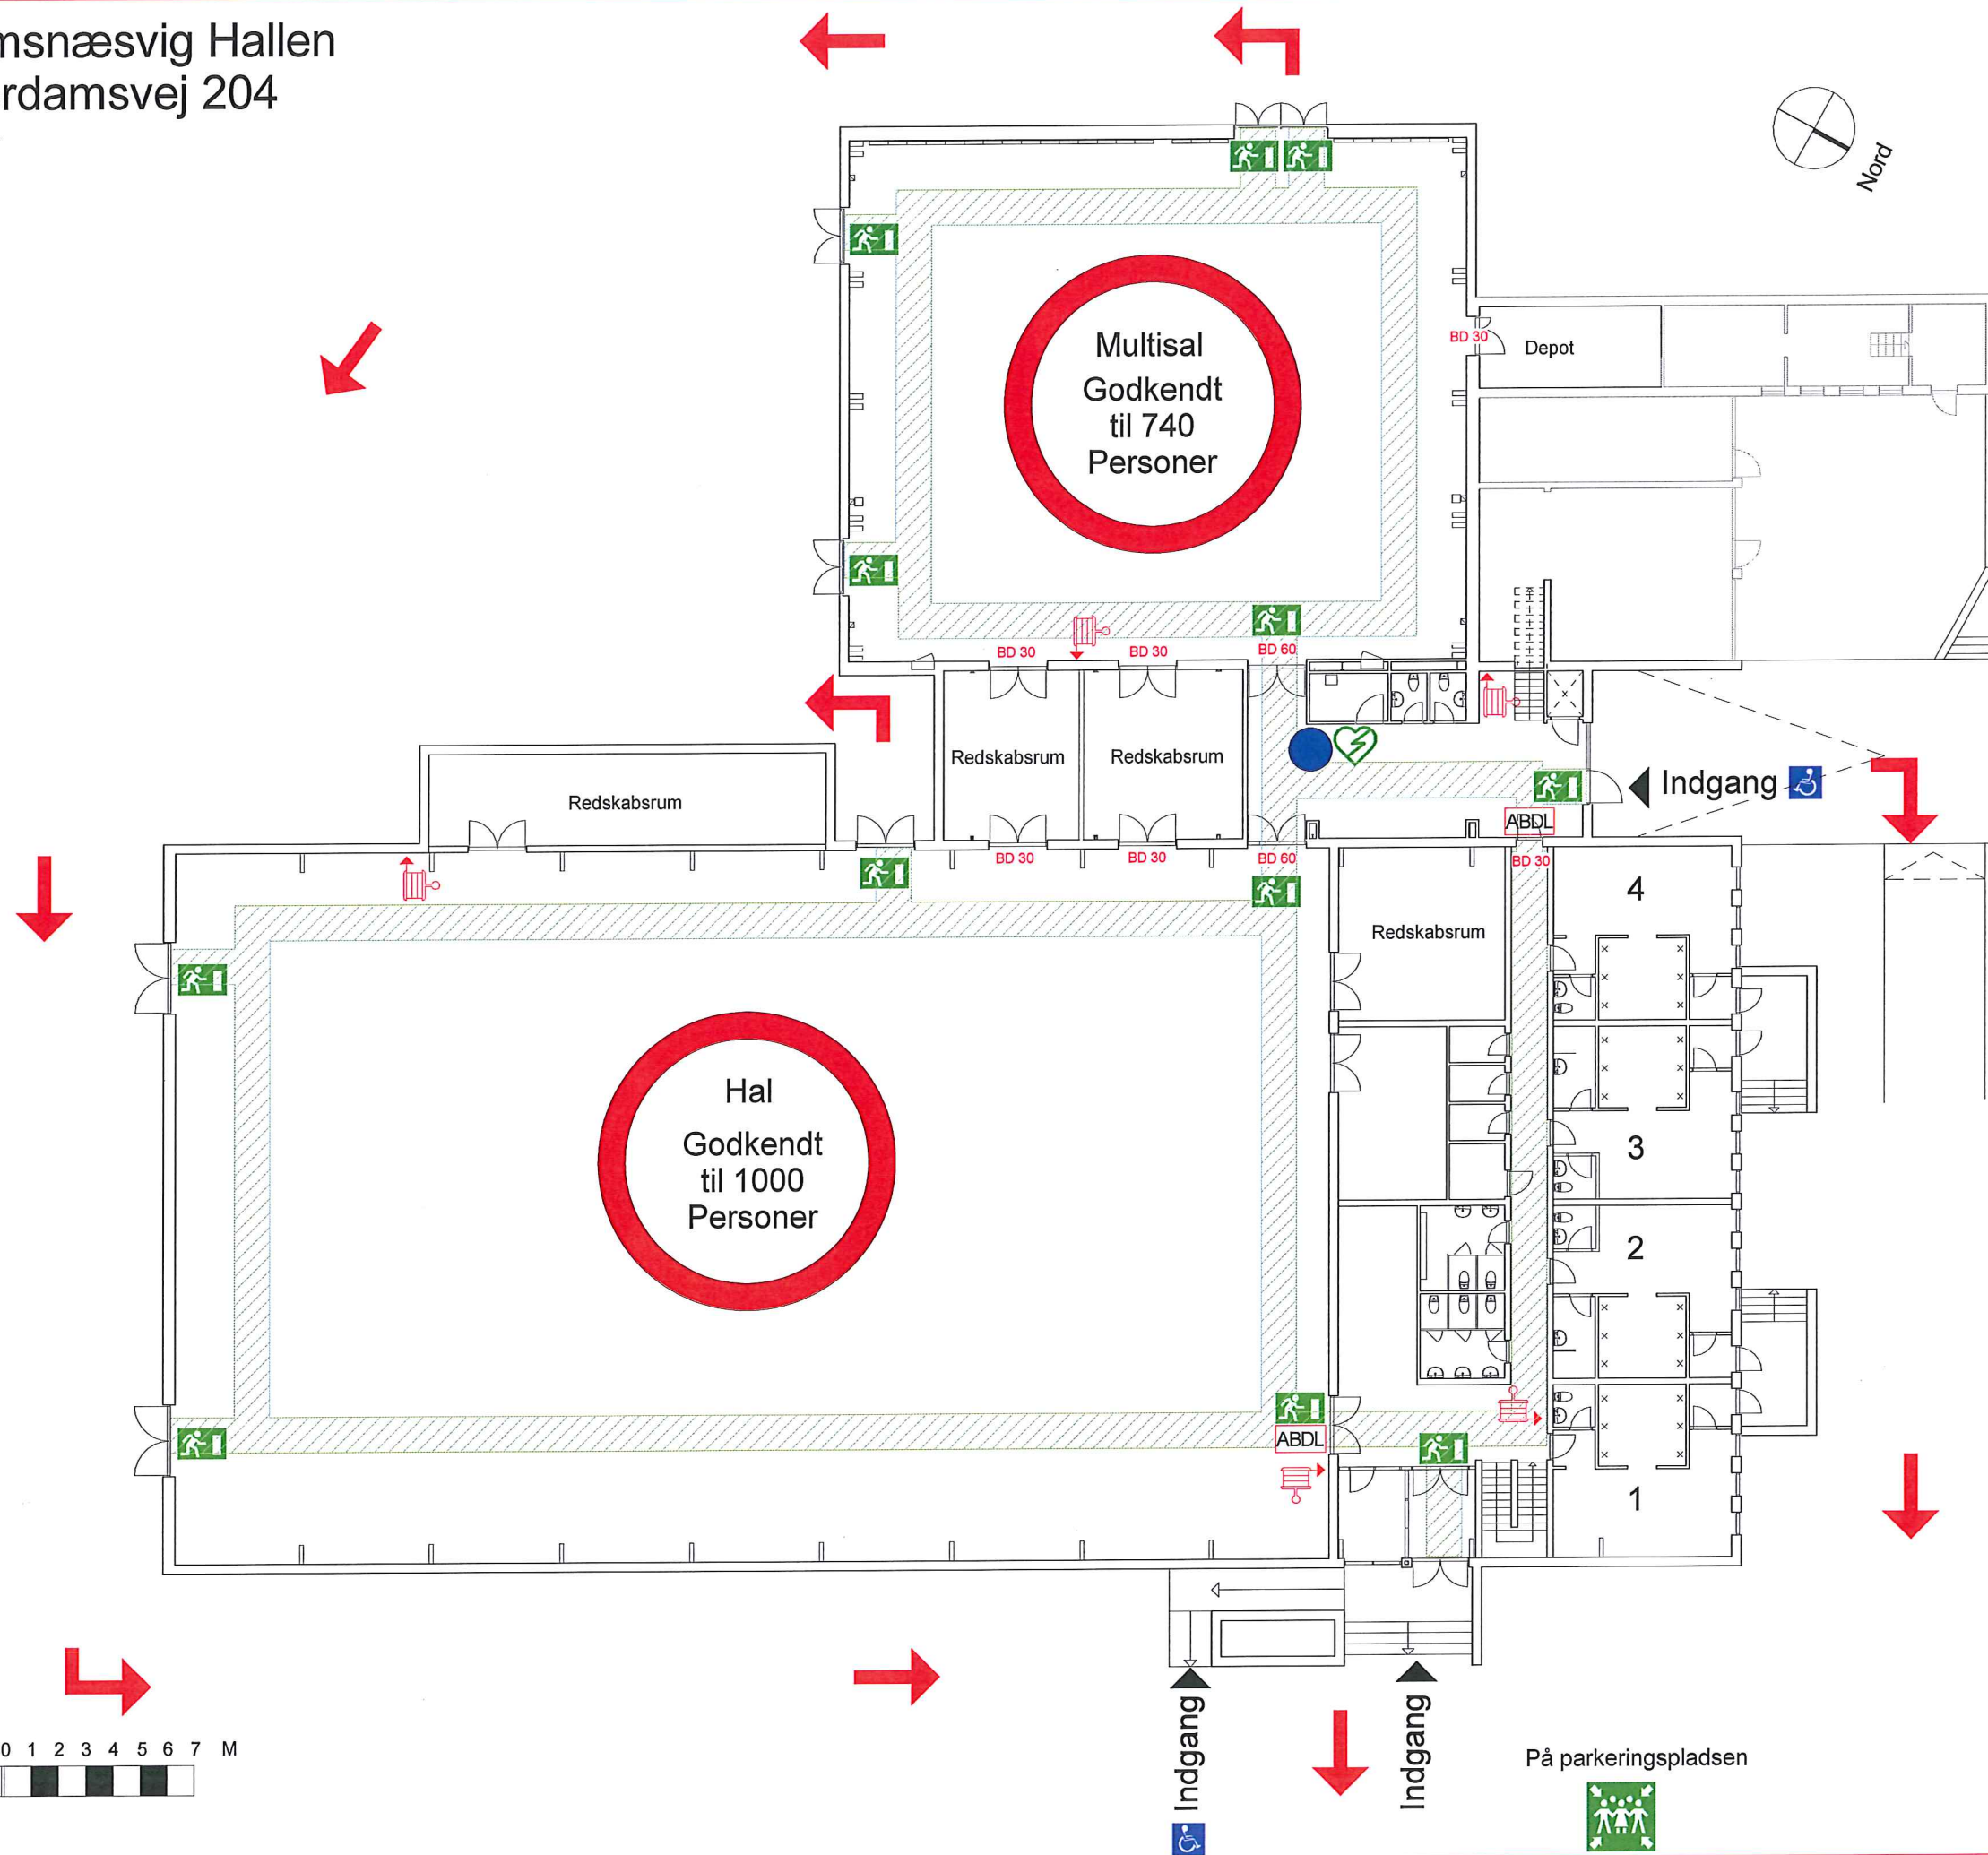 msnæsvig Hallen
rdamsvej 204
Nord
Multisal
Godkendt
til 740
Personer
BD 30
Depot
BD 30
BD 30
BD 60
Redskabsrum
Redskabsrum
Redskabsrum
Indgang
ABDL
BD 30
BD 30
BD 60
BD 30
4
Redskabsrum
Hal
Godkendt
til 1000
Personer
3
2
ABDL
1
0 1 2 3 4 5 6 7 M
Indgang
Indgang
På parkeringspladsen